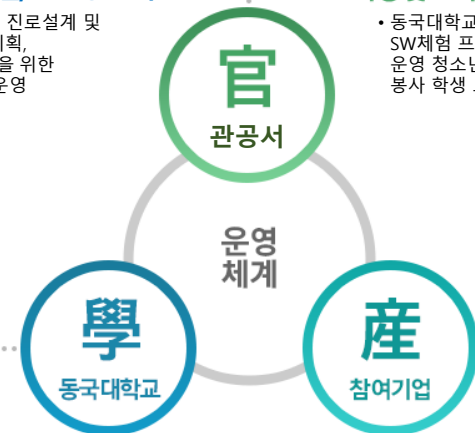 진로설계 및
획,
을 위한
운영
• 동국대학교
SW체험 프
운영 청소년
봉사 학생
官
관공서
운영
체계
學
동국대학교
産
참여기업